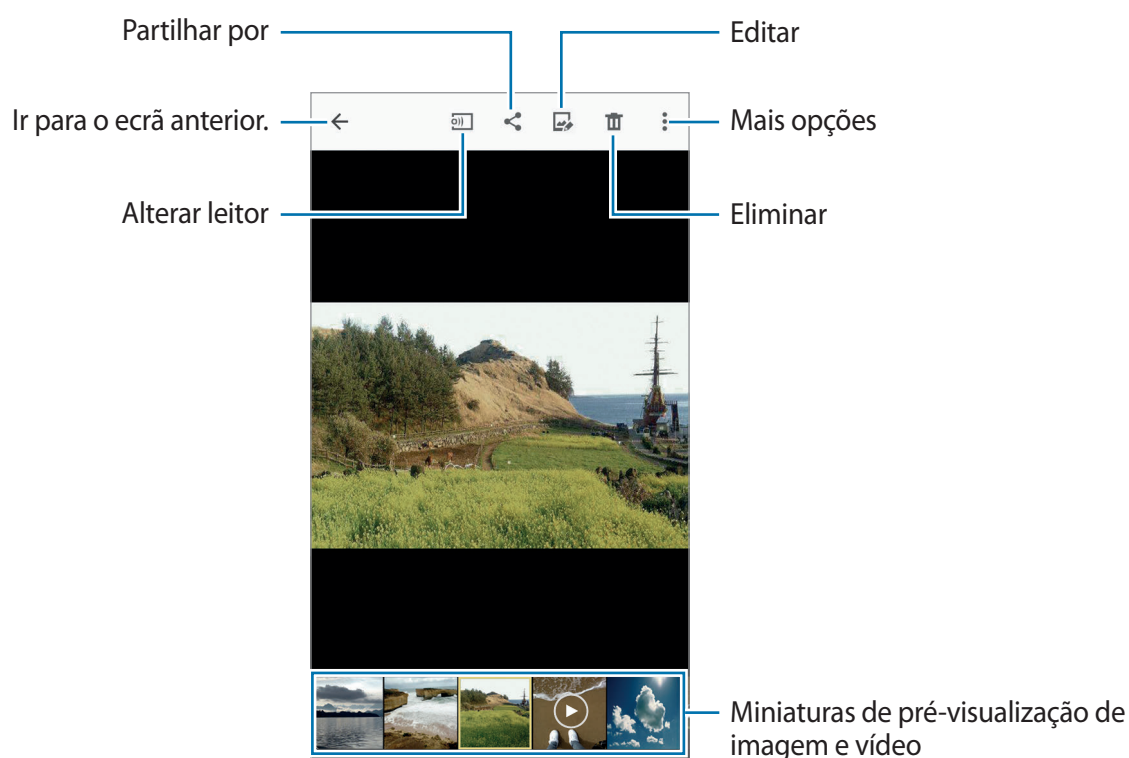 Partilhar por
Editar
Ir para o ecrã anterior.
Mais opções
Alterar leitor
Eliminar
Miniaturas de pré-visualização de
imagem e vídeo